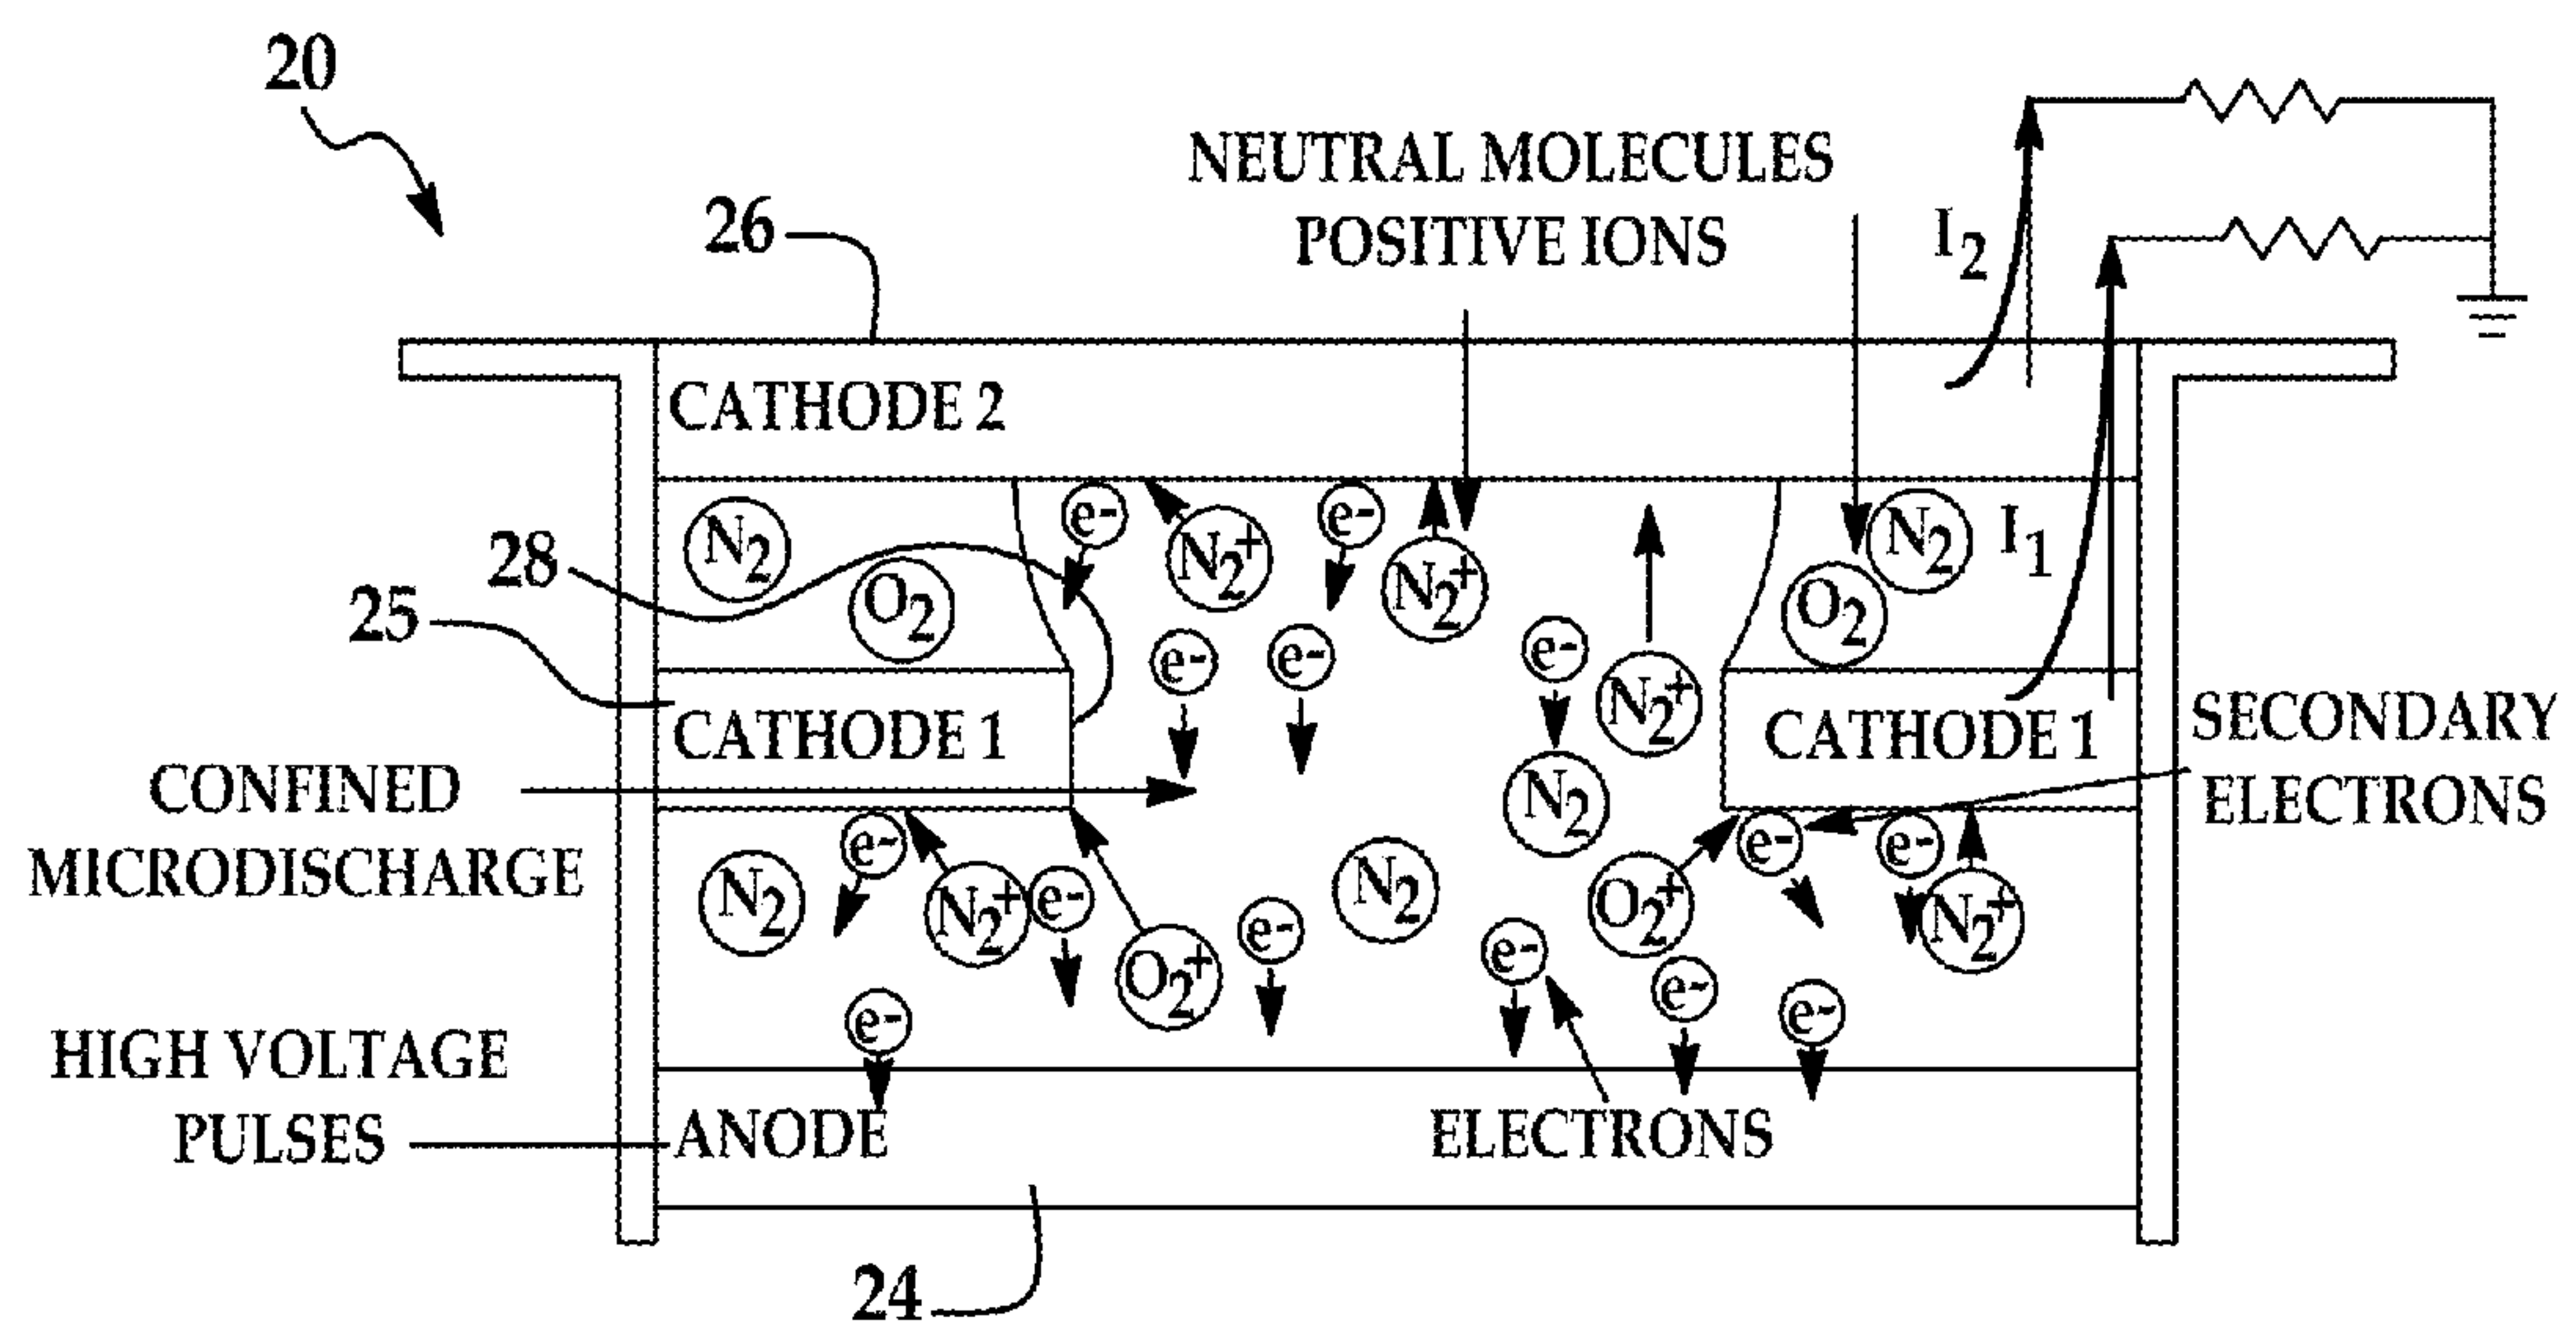 20
NEUTRAL MOLECULES
POSITIVE IONS
26
I2
CATHODE 2
e- N2+ e- N2+
N2 O2
N2 O2
I1
28
25
e- e- e- N2+
CATHODE 1
CATHODE 1
SECONDARY
ELECTRONS
CONFINED
MICRODISCHARGE
N2
e- e- e-
N2 N2+ e- N2 O2+ N2+
O2+ e- e- e-
e- e-
HIGH VOLTAGE
PULSES
ANODE
ELECTRONS
24